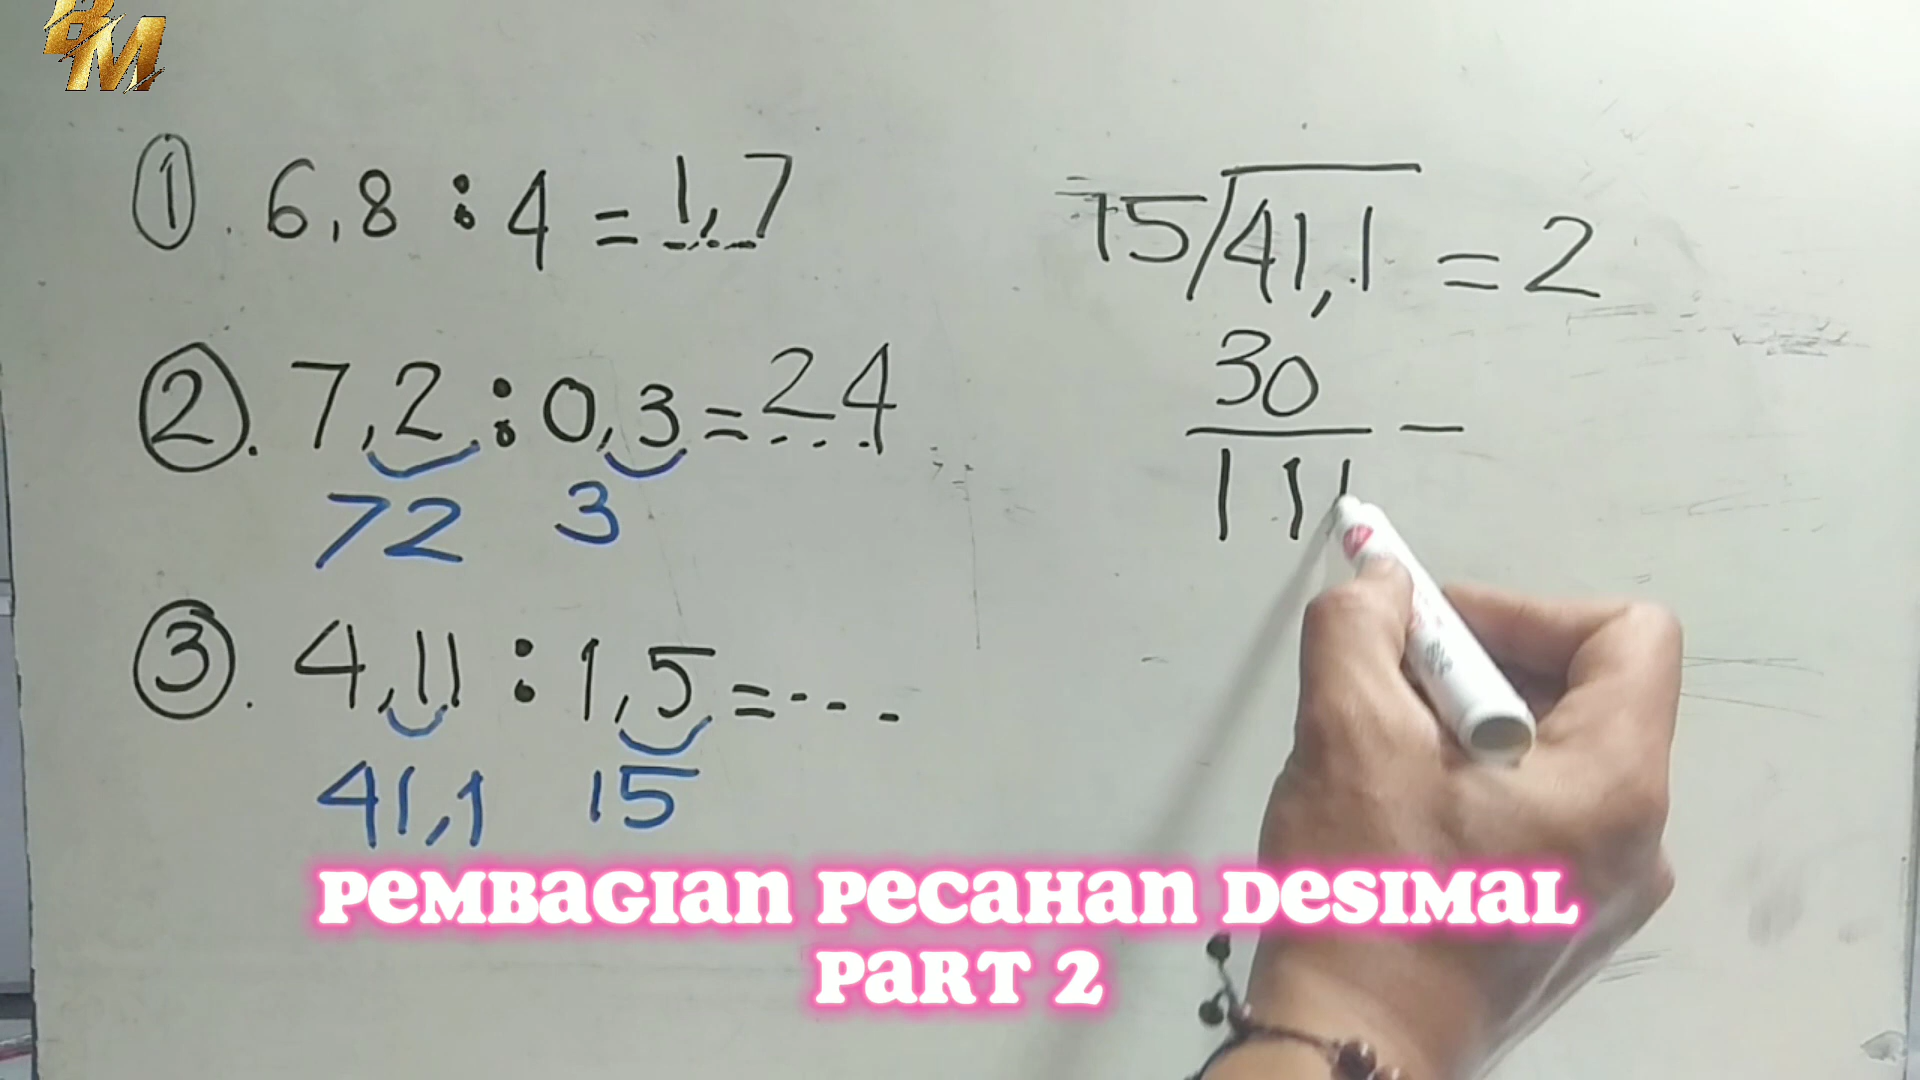 BM
① . 6,8 : 4 = 1,7
② . 7,2 : 0,3 = 24
72 3
③ . 4,11 : 1,5 = ...
41,1 15
15 / 41,1 = 2
30
—
111
PEMBAGIAN PECAHAN DESIMAL
PART 2